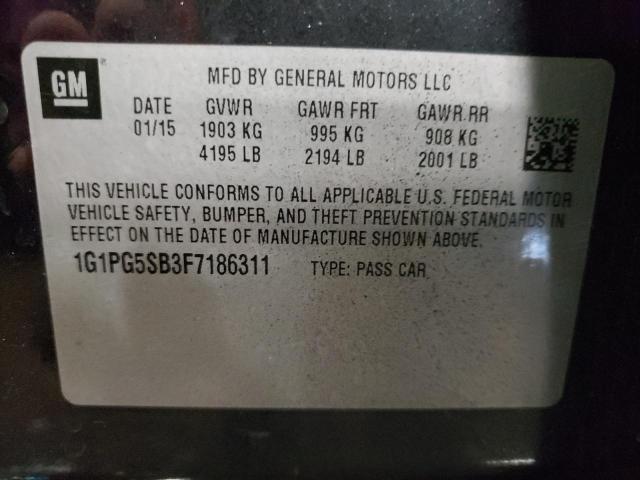 GM
MFD BY GENERAL MOTORS LLC
DATE GVWR GAWR FRT GAWR RR
01/15 1903 KG 995 KG 908 KG
4195 LB 2194 LB 2001 LB
THIS VEHICLE CONFORMS TO ALL APPLICABLE U.S. FEDERAL MOTOR
VEHICLE SAFETY, BUMPER, AND THEFT PREVENTION STANDARDS IN
EFFECT ON THE DATE OF MANUFACTURE SHOWN ABOVE.
1G1PG5SB3F7186311 TYPE: PASS CAR